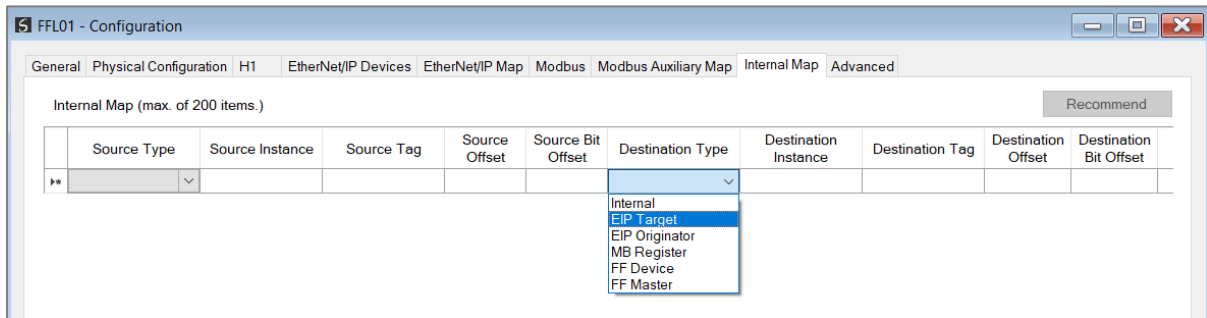 FFL01 - Configuration
General Physical Configuration H1 EtherNet/IP Devices EtherNet/IP Map Modbus Modbus Auxiliary Map Internal Map Advanced
Internal Map (max. of 200 items.) Recommend
Source Type Source Instance Source Tag Source Offset Source Bit Offset Destination Type Destination Instance Destination Tag Destination Offset Destination Bit Offset
Internal
EIP Target
EIP Originator
MB Register
FF Device
FF Master